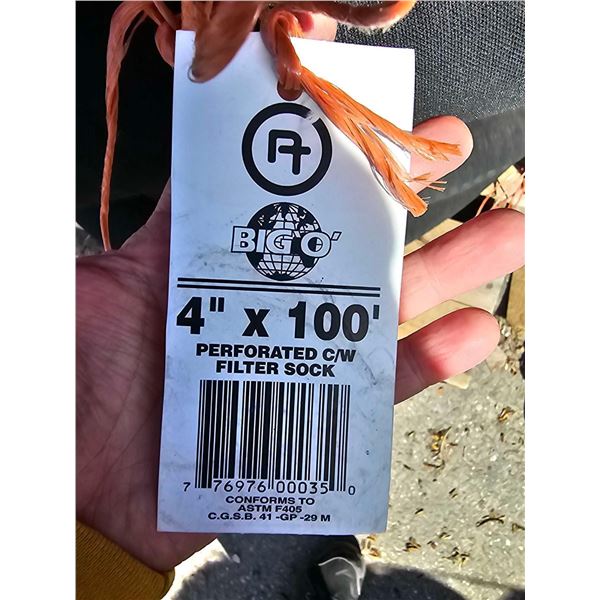 BIG 'O'
4" x 100'
PERFORATED C/W
FILTER SOCK
7 76976 00035 0
CONFORMS TO
ASTM F405
C.G.S.B. 41 -GP -29 M